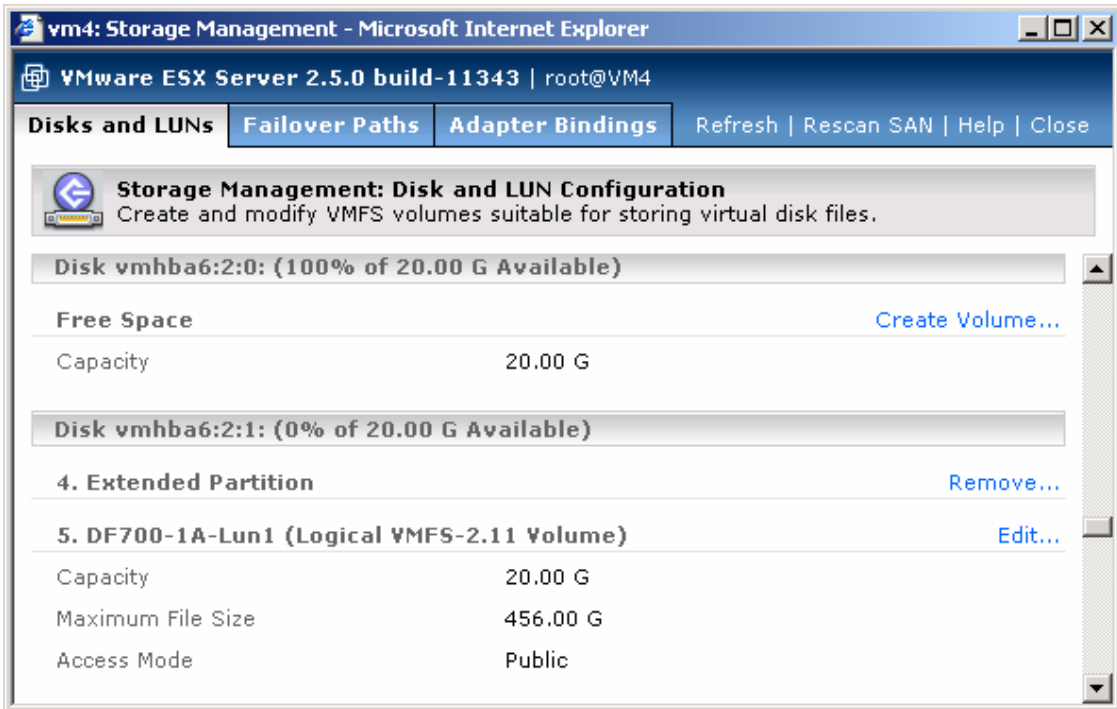 vm4: Storage Management - Microsoft Internet Explorer
VMware ESX Server 2.5.0 build-11343 | root@VM4
Disks and LUNs Failover Paths Adapter Bindings Refresh | Rescan SAN | Help | Close
Storage Management: Disk and LUN Configuration
Create and modify VMFS volumes suitable for storing virtual disk files.
Disk vmhba6:2:0: (100% of 20.00 G Available)
Free Space Create Volume...
Capacity 20.00 G
Disk vmhba6:2:1: (0% of 20.00 G Available)
4. Extended Partition Remove...
5. DF700-1A-Lun1 (Logical VMFS-2.11 Volume) Edit...
Capacity 20.00 G
Maximum File Size 456.00 G
Access Mode Public